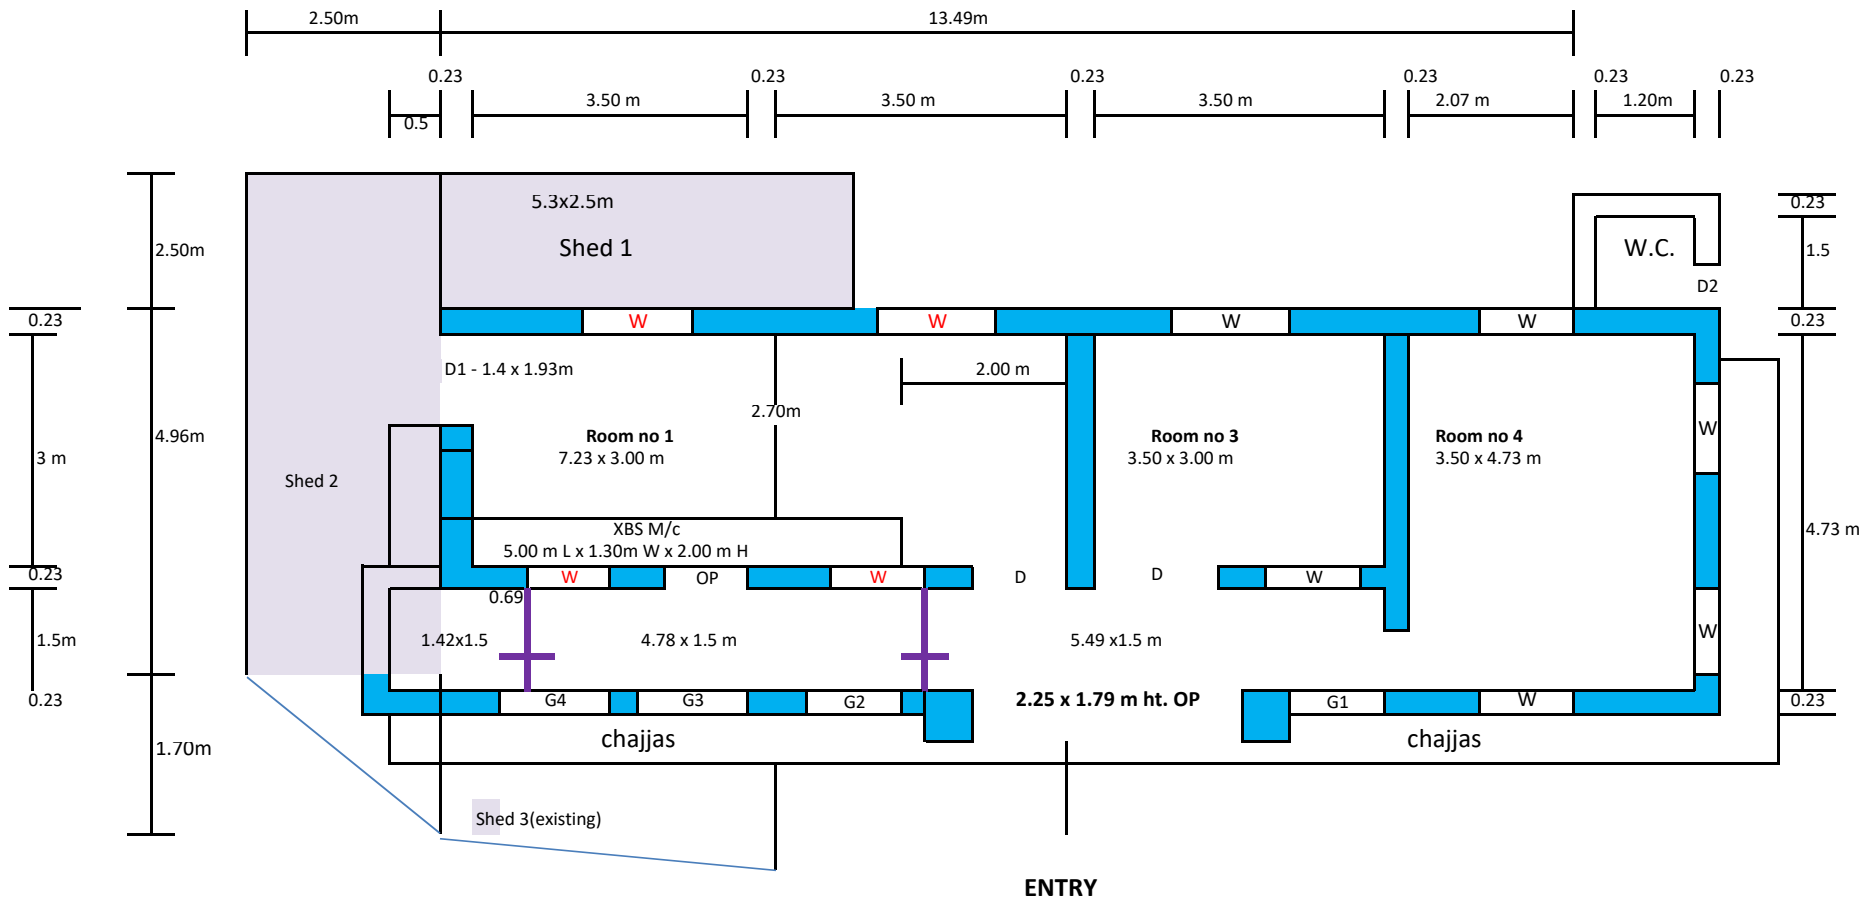 2.50m 13.49m
0.23 0.23 0.23 0.23 0.23 0.23
3.50 m 3.50 m 3.50 m 2.07 m 1.20m
0.5
5.3x2.5m 0.23
Shed 1 W.C. 1.5
2.50m
D2
0.23 W W W W 0.23
D1 - 1.4 x 1.93m 2.00 m
2.70m
4.96m Room no 1 Room no 3 Room no 4 W
3 m 7.23 x 3.00 m 3.50 x 3.00 m 3.50 x 4.73 m
Shed 2
XBS M/c 4.73 m
5.00 m L x 1.30m W x 2.00 m H
0.23 W OP W D D W
0.69
1.5m 1.42x1.5 4.78 x 1.5 m 5.49 x1.5 m W
0.23 G4 G3 G2 2.25 x 1.79 m ht. OP G1 W 0.23
1.70m chajjas chajjas
Shed 3(existing)
ENTRY